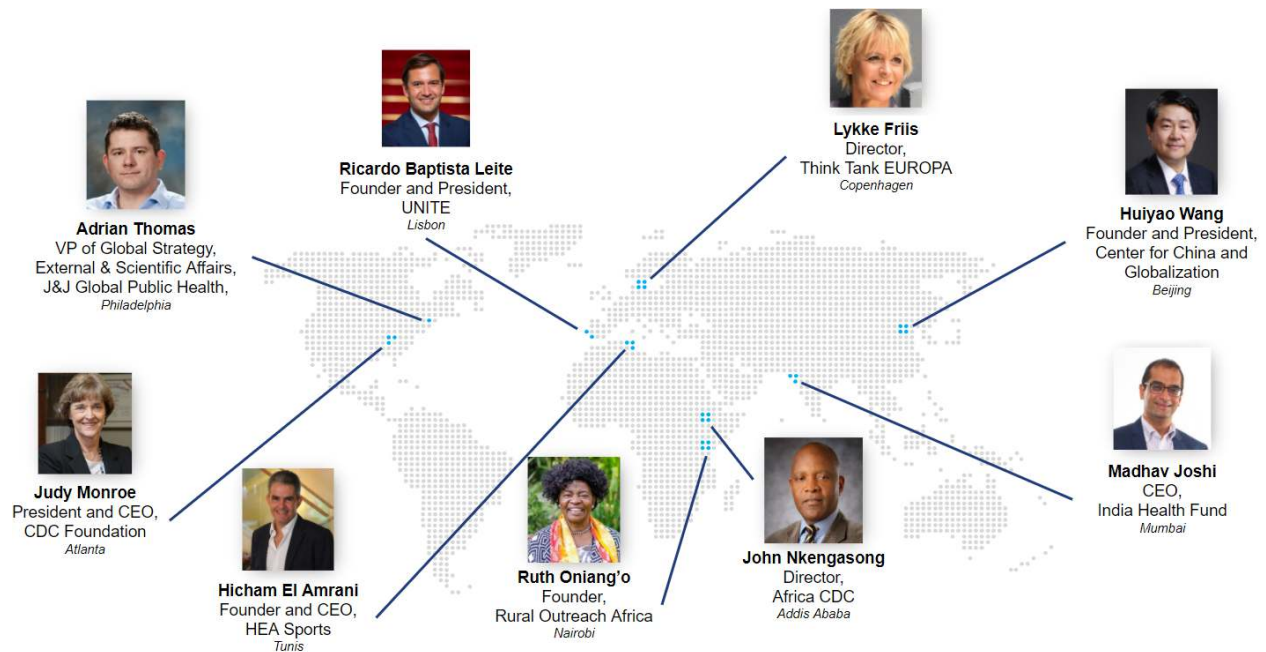 Adrian Thomas
VP of Global Strategy,
External & Scientific Affairs,
J&J Global Public Health,
Philadelphia
Ricardo Baptista Leite
Founder and President,
UNITE
Lisbon
Lykke Friis
Director,
Think Tank EUROPA
Copenhagen
Huiyao Wang
Founder and President,
Center for China and
Globalization
Beijing
Judy Monroe
President and CEO,
CDC Foundation
Atlanta
Hicham El Amrani
Founder and CEO,
HEA Sports
Tunis
Ruth Oniang’o
Founder,
Rural Outreach Africa
Nairobi
John Nkengasong
Director,
Africa CDC
Addis Ababa
Madhav Joshi
CEO,
India Health Fund
Mumbai